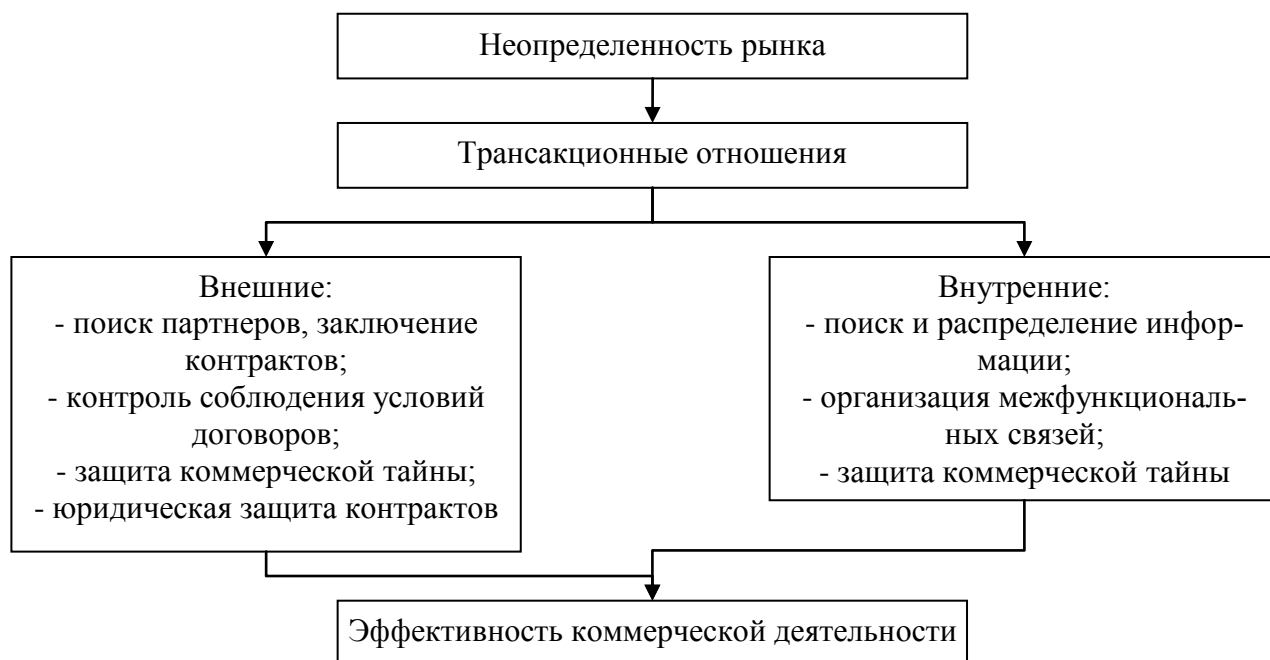 Неопределенность рынка
Трансакционные отношения
Внешние:
- поиск партнеров, заключение
контрактов;
- контроль соблюдения условий
договоров;
- защита коммерческой тайны;
- юридическая защита контрактов
Внутренние:
- поиск и распределение инфор-
мации;
- организация межфункциональ-
ных связей;
- защита коммерческой тайны
Эффективность коммерческой деятельности